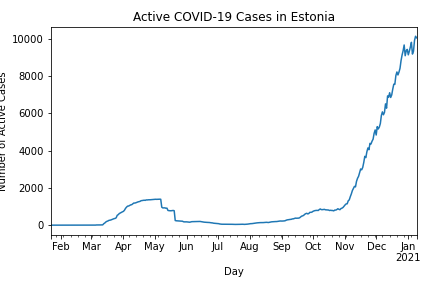 Active COVID-19 Cases in Estonia
Number of Active Cases
10000
8000
6000
4000
2000
0
Feb Mar Apr May Jun Jul Aug Sep Oct Nov Dec Jan
2021
Day